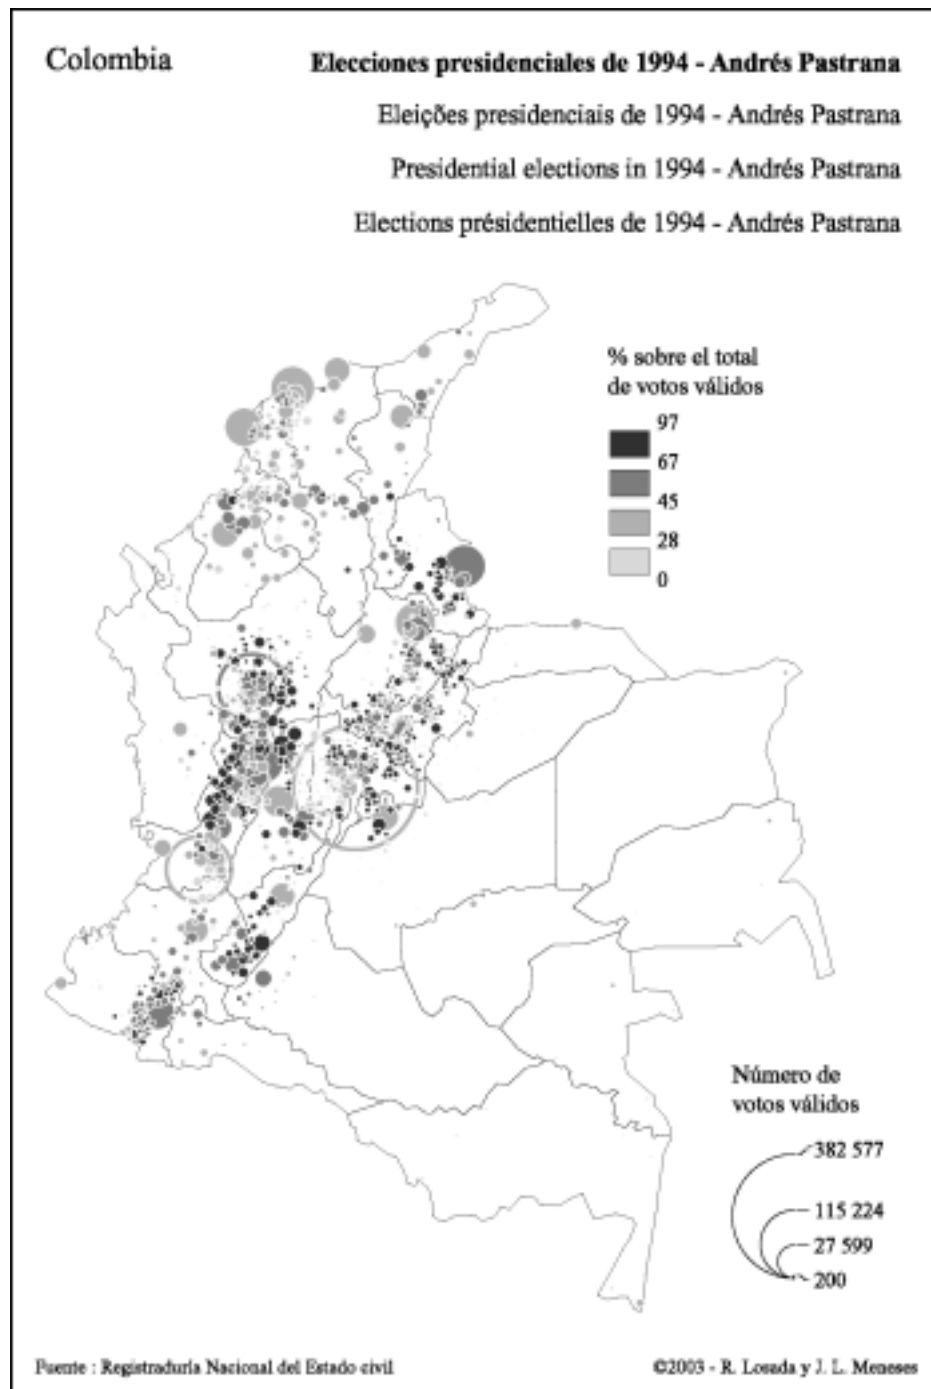 Colombia
Elecciones presidenciales de 1994 - Andrés Pastrana
Eleições presidenciais de 1994 - Andrés Pastrana
Presidential elections in 1994 - Andrés Pastrana
Elections présidentielles de 1994 - Andrés Pastrana
% sobre el total
de votos válidos
97
67
45
28
0
Número de
votos válidos
382 577
115 224
27 599
200
Fuente : Registraduría Nacional del Estado civil
©2003 - R. Losada y J. L. Meneses